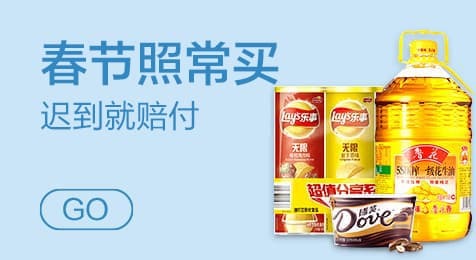 春节照常买
迟到就赔付
GO
Lay's乐事
Lay's乐事
无限
无限
超值分享装
鲁花
5S压榨一级花生油
德芙
Dove